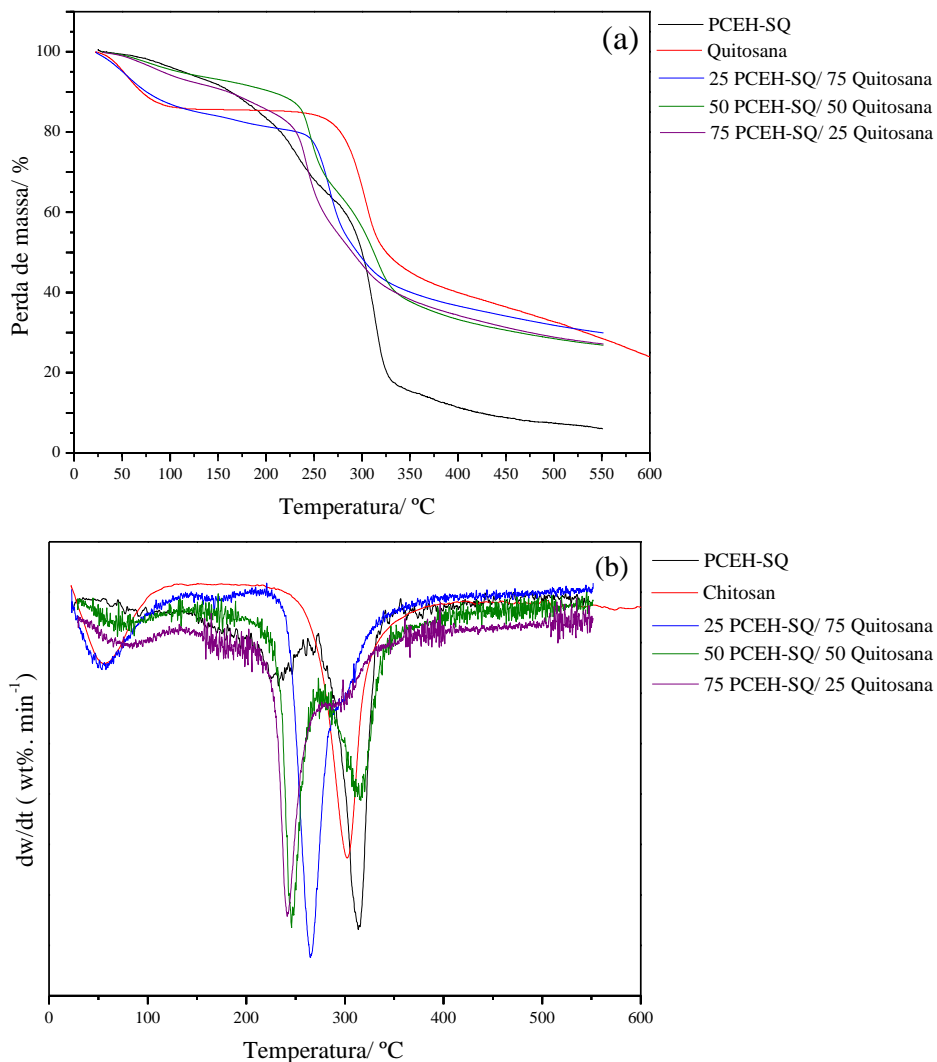 (a)
PCEH-SQ
Quitosana
25 PCEH-SQ/ 75 Quitosana
50 PCEH-SQ/ 50 Quitosana
75 PCEH-SQ/ 25 Quitosana
Perda de massa/ %
100
80
60
40
20
0
0 50 100 150 200 250 300 350 400 450 500 550 600
Temperatura/ ºC
(b)
PCEH-SQ
Chitosan
25 PCEH-SQ/ 75 Quitosana
50 PCEH-SQ/ 50 Quitosana
75 PCEH-SQ/ 25 Quitosana
dw/dt ( wt%. min-1)
0 100 200 300 400 500 600
Temperatura/ ºC